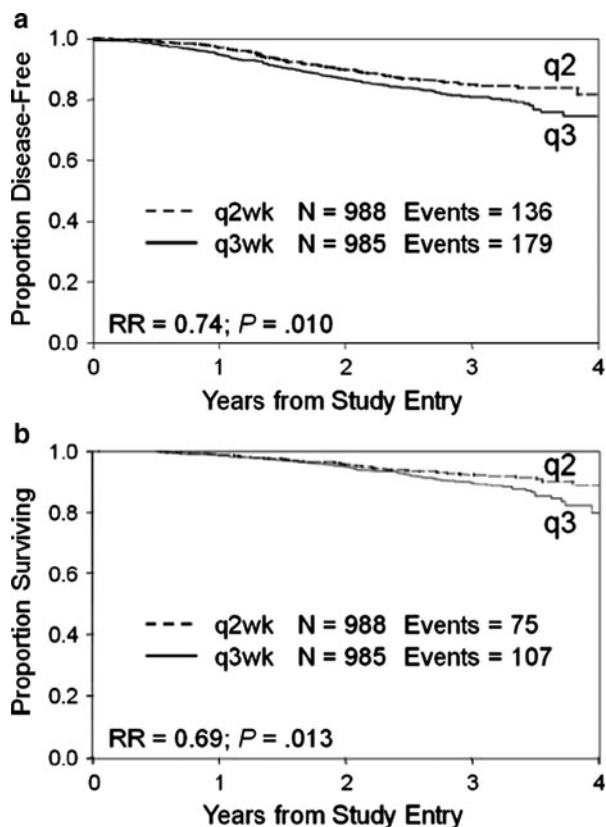 a
1.0
0.8
0.6
0.4
0.2
0.0
Proportion Disease-Free
q2
q3
q2wk N = 988 Events = 136
q3wk N = 985 Events = 179
RR = 0.74; P = .010
0 1 2 3 4
Years from Study Entry
b
1.0
0.8
0.6
0.4
0.2
0.0
Proportion Surviving
q2
q3
q2wk N = 988 Events = 75
q3wk N = 985 Events = 107
RR = 0.69; P = .013
0 1 2 3 4
Years from Study Entry